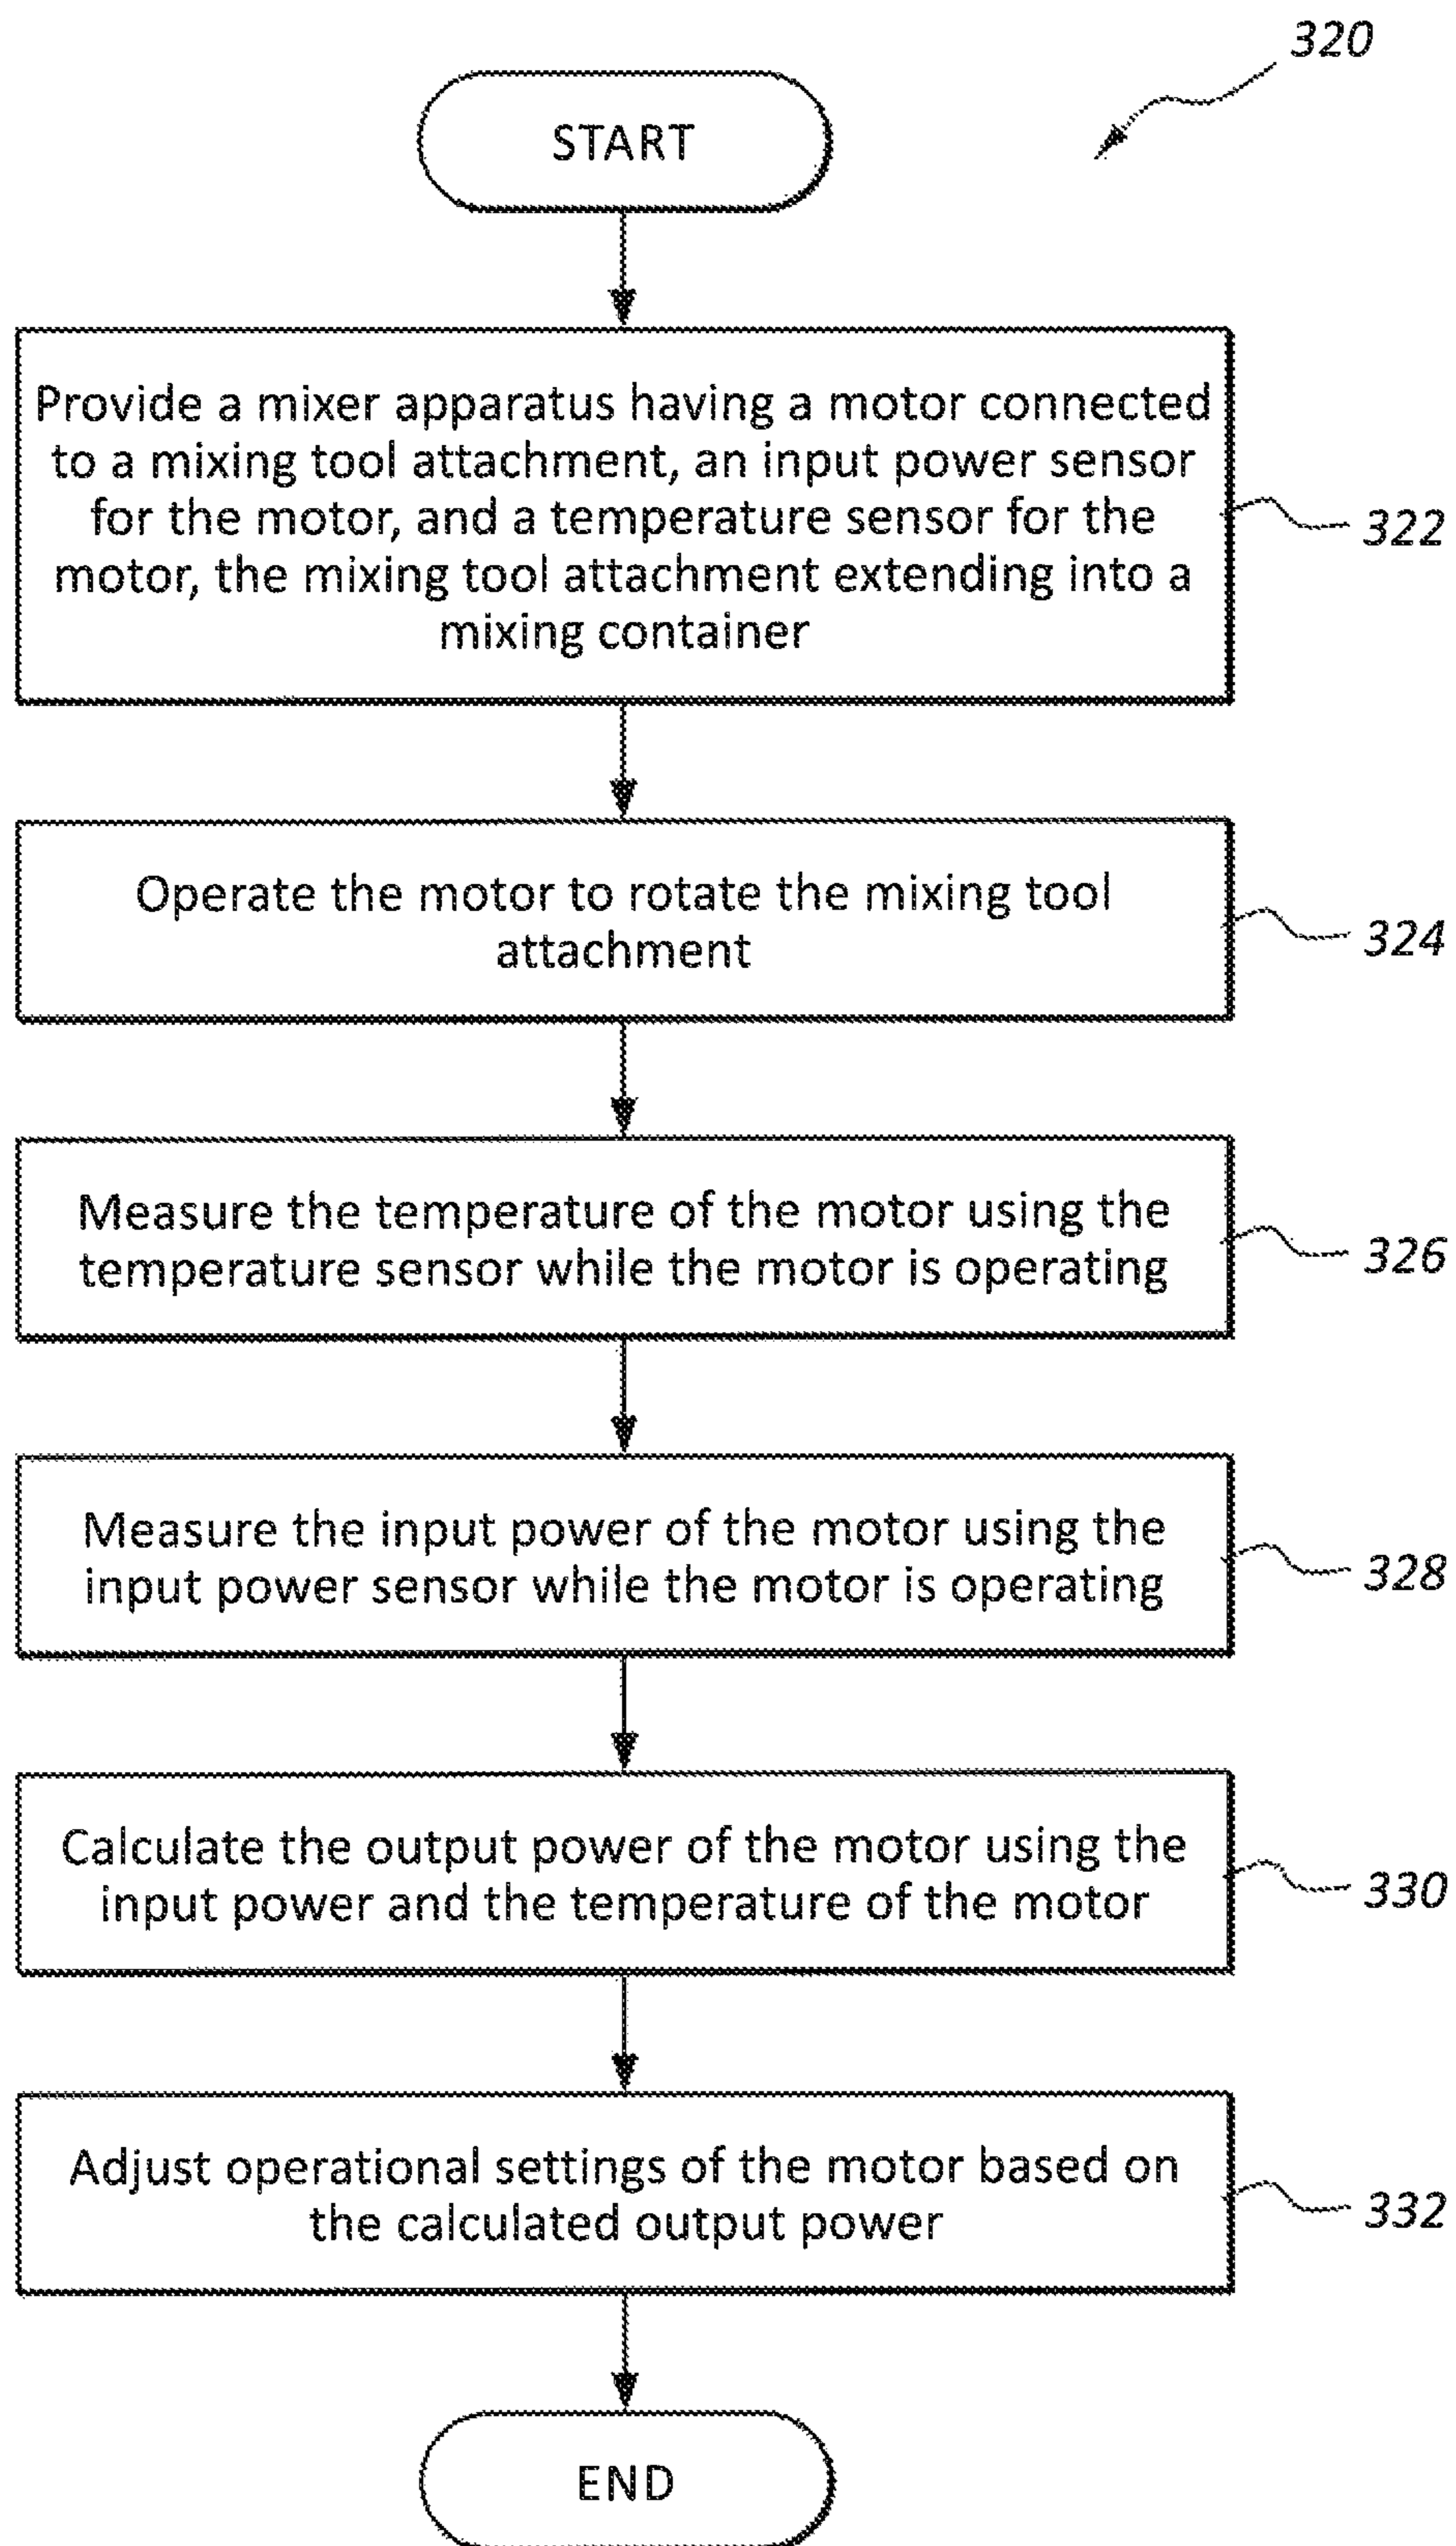 320
START
Provide a mixer apparatus having a motor connected
to a mixing tool attachment, an input power sensor
for the motor, and a temperature sensor for the
motor, the mixing tool attachment extending into a
mixing container
322
Operate the motor to rotate the mixing tool
attachment
324
Measure the temperature of the motor using the
temperature sensor while the motor is operating
326
Measure the input power of the motor using the
input power sensor while the motor is operating
328
Calculate the output power of the motor using the
input power and the temperature of the motor
330
Adjust operational settings of the motor based on
the calculated output power
332
END